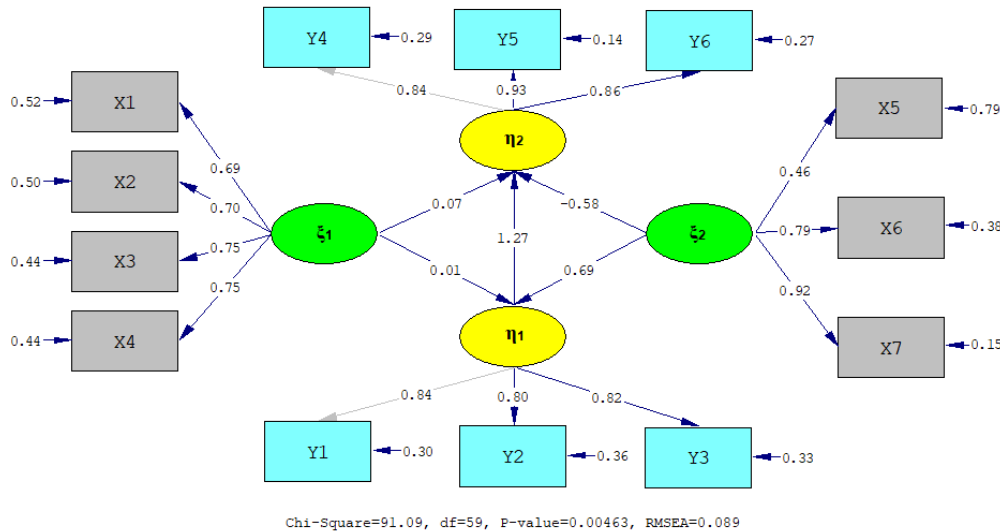 Y4
0.29
Y5
0.14
Y6
0.27
0.84
0.93
0.86
0.52
X1
0.50
X2
0.44
X3
0.44
X4
0.69
0.70
0.75
0.75
η2
ξ1
ξ2
η1
0.07
-0.58
1.27
0.01
0.69
X5
0.79
X6
0.38
X7
0.15
0.46
0.79
0.92
0.84
0.80
0.82
Y1
0.30
Y2
0.36
Y3
0.33
Chi-Square=91.09, df=59, P-value=0.00463, RMSEA=0.089